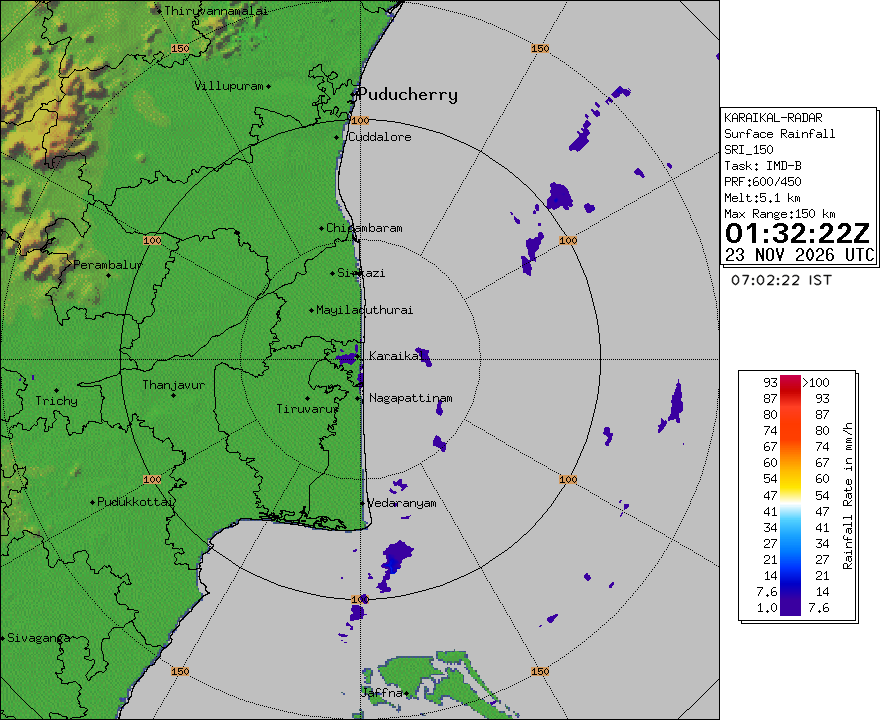 Thiruvannamalai
150
150
Villupuram
Puducherry
100
Cuddalore
KARAIKAL-RADAR
Surface Rainfall
SRI_150
Task: IMD-B
PRF:600/450
Melt:5.1 km
Max Range:150 km
01:32:22Z
23 NOV 2026 UTC
07:02:22 IST
Chidambaram
100
100
Perambalur
Sirkazi
Mayiladuthurai
Karaikal
Thanjavur
Trichy
Tiruvarur
Nagapattinam
93 >100
87 93
80 87
74 80
67 74
60 67
54 60
47 54
41 47
34 41
27 34
21 27
14 21
7.6 14
1.0 7.6
Rainfall Rate in mm/h
100
100
Pudukkottai
Vedaranyam
100
Sivaganga
150
150
Jaffna